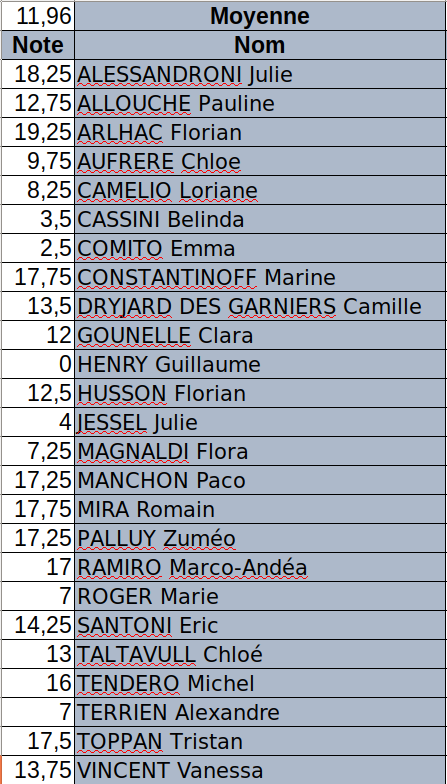 11,96 Moyenne
Note Nom
18,25 ALESSANDRONI Julie
12,75 ALLOUCHE Pauline
19,25 ARLHAC Florian
9,75 AUFRERE Chloe
8,25 CAMELIO Loriane
3,5 CASSINI Belinda
2,5 COMITO Emma
17,75 CONSTANTINOFF Marine
13,5 DRYJARD DES GARNIERS Camille
12 GOUNELLE Clara
0 HENRY Guillaume
12,5 HUSSON Florian
4 JESSEL Julie
7,25 MAGNALDI Flora
17,25 MANCHON Paco
17,75 MIRA Romain
17,25 PALLUY Zuméo
17 RAMIRO Marco-Andéa
7 ROGER Marie
14,25 SANTONI Eric
13 TALTAVULL Chloé
16 TENDERO Michel
7 TERRIEN Alexandre
17,5 TOPPAN Tristan
13,75 VINCENT Vanessa